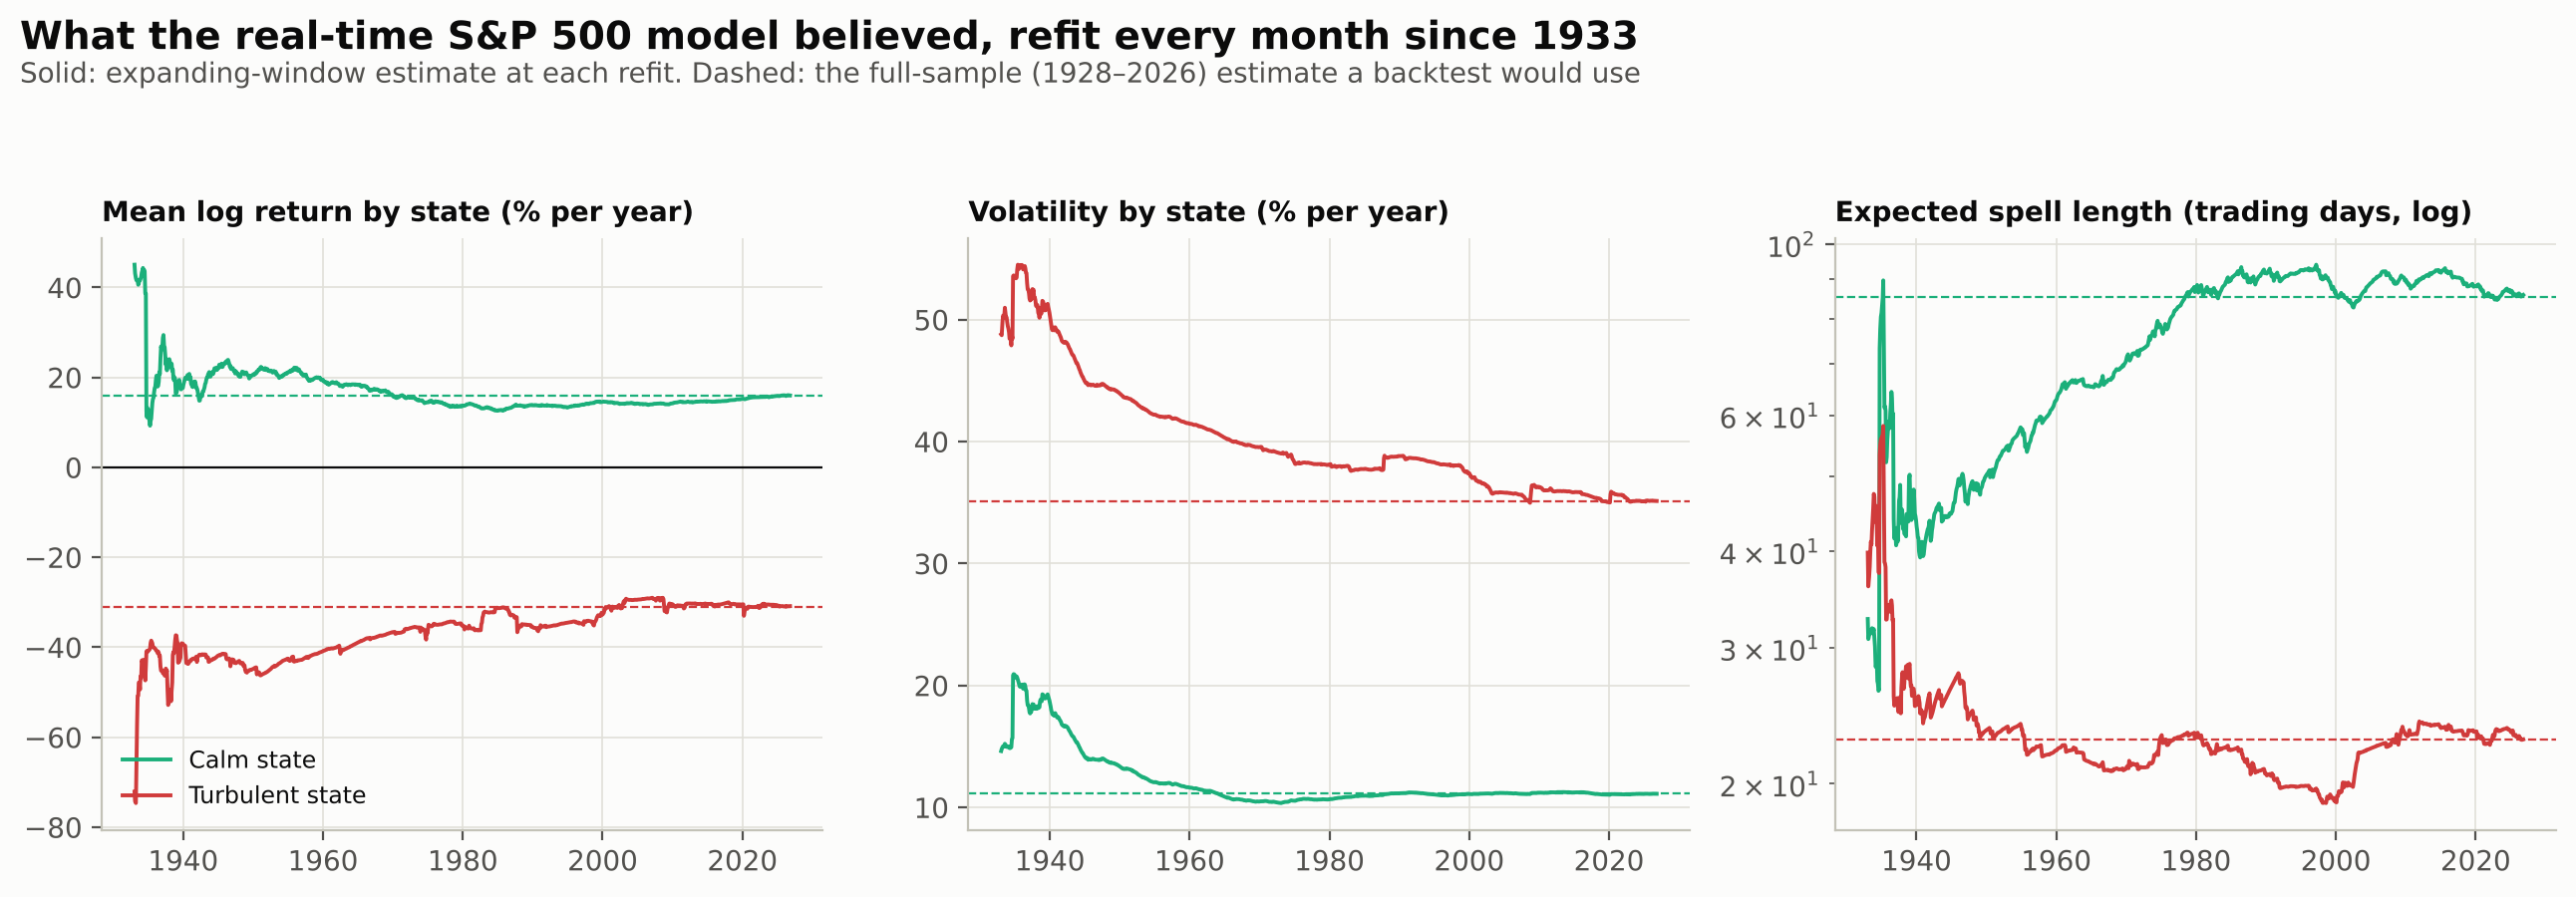 What the real-time S&P 500 model believed, refit every month since 1933
Solid: expanding-window estimate at each refit. Dashed: the full-sample (1928–2026) estimate a backtest would use
Mean log return by state (% per year)
40
20
0
−20
−40
−60
−80
Calm state
Turbulent state
1940 1960 1980 2000 2020
Volatility by state (% per year)
50
40
30
20
10
1940 1960 1980 2000 2020
Expected spell length (trading days, log)
10²
6 × 10¹
4 × 10¹
3 × 10¹
2 × 10¹
1940 1960 1980 2000 2020